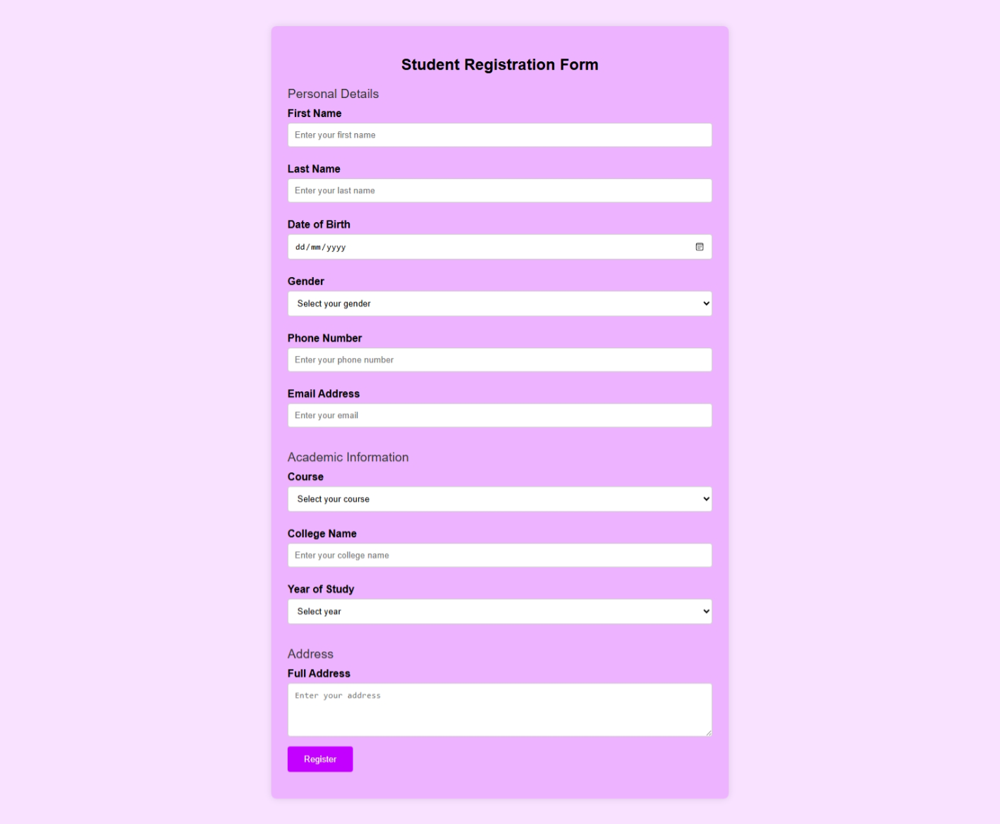 Student Registration Form
Personal Details
First Name
Enter your first name
Last Name
Enter your last name
Date of Birth
dd/mm/yyyy
Gender
Select your gender
Phone Number
Enter your phone number
Email Address
Enter your email
Academic Information
Course
Select your course
College Name
Enter your college name
Year of Study
Select year
Address
Full Address
Enter your address
Register